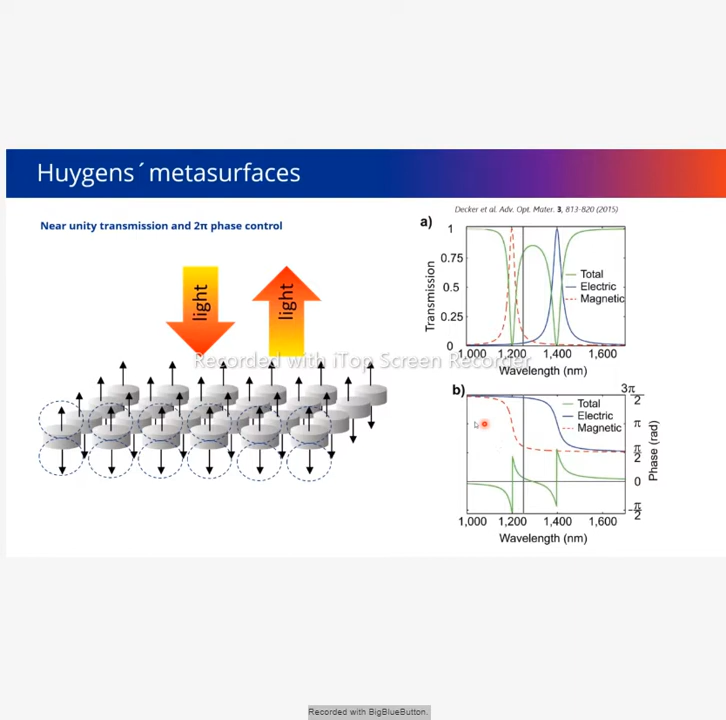 Huygens´metasurfaces
Near unity transmission and 2π phase control
light
light
Recorded with iTop Screen Recorder
Decker et al. Adv. Opt. Mater. 3, 813-820 (2015)
a)
Transmission
1
0.75
0.5
0.25
0
Total
Electric
Magnetic
1,000 1,200 1,400 1,600
Wavelength (nm)
b)
Total
Electric
Magnetic
3π
2
π
π
2
0
-π
2
Phase (rad)
1,000 1,200 1,400 1,600
Wavelength (nm)
Recorded with BigBlueButton.